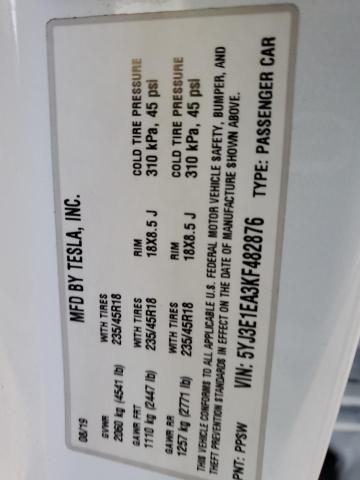 MFD BY TESLA, INC.
08/19
GVWR
2060 kg (4541 lb)
GAWR FRT WITH TIRES RIM COLD TIRE PRESSURE
1110 kg (2447 lb) 235/45R18 18X8.5 J 310 kPa, 45 psi
GAWR RR WITH TIRES RIM COLD TIRE PRESSURE
1257 kg (2771 lb) 235/45R18 18X8.5 J 310 kPa, 45 psi
THIS VEHICLE CONFORMS TO ALL APPLICABLE U.S. FEDERAL MOTOR VEHICLE SAFETY, BUMPER, AND
THEFT PREVENTION STANDARDS IN EFFECT ON THE DATE OF MANUFACTURE SHOWN ABOVE.
PNT: PPSW VIN: 5YJ3E1EA3KF482876 TYPE: PASSENGER CAR